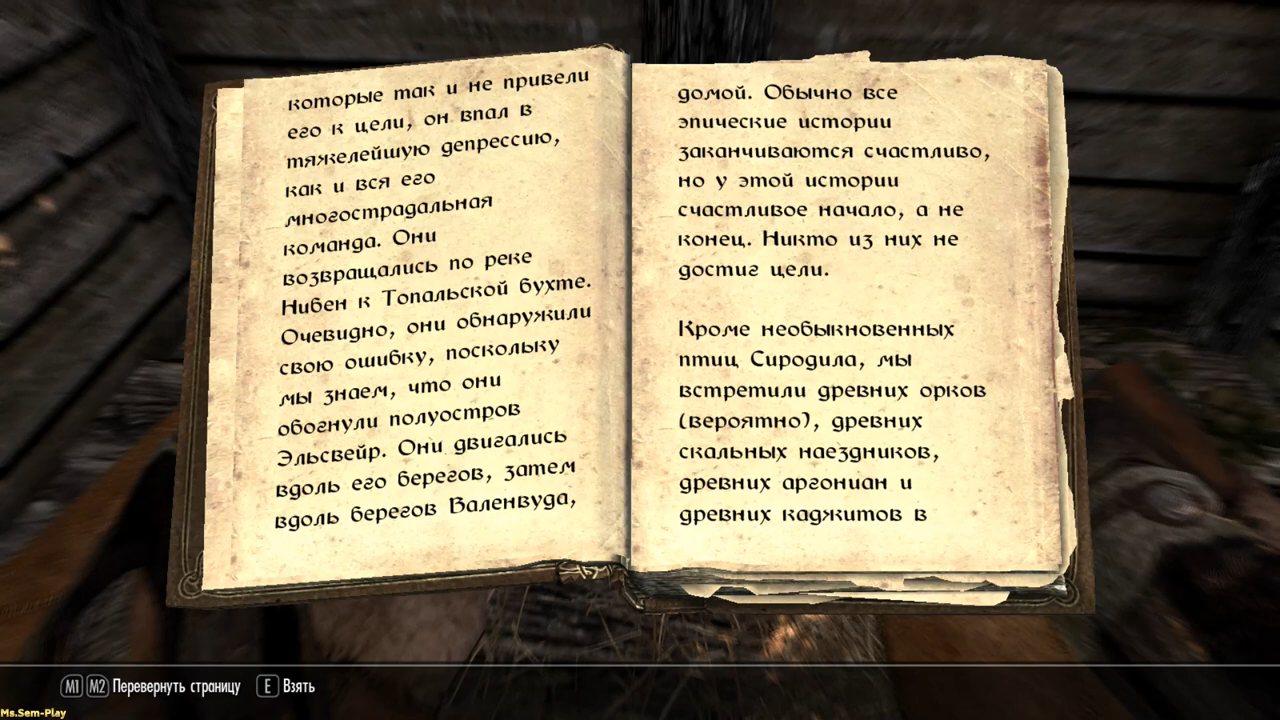 которые так и не привели
его к цели, он впал в
тяжелейшую депрессию,
как и вся его
многострадальная
команда. Они
возвращались по реке
Нибен к Топальской бухте.
Очевидно, они обнаружили
свою ошибку, поскольку
мы знаем, что они
обогнули полуостров
Эльсвейр. Они двигались
вдоль его берегов, затем
вдоль берегов Валенвуда,
домой. Обычно все
эпические истории
заканчиваются счастливо,
но у этой истории
счастливое начало, а не
конец. Никто из них не
достиг цели.
Кроме необыкновенных
птиц Сиродила, мы
встретили древних орков
(вероятно), древних
скальных наездников,
древних аргониан и
древних каджитов в
M1 M2 Перевернуть страницу E Взять
Ms.Sem-Play